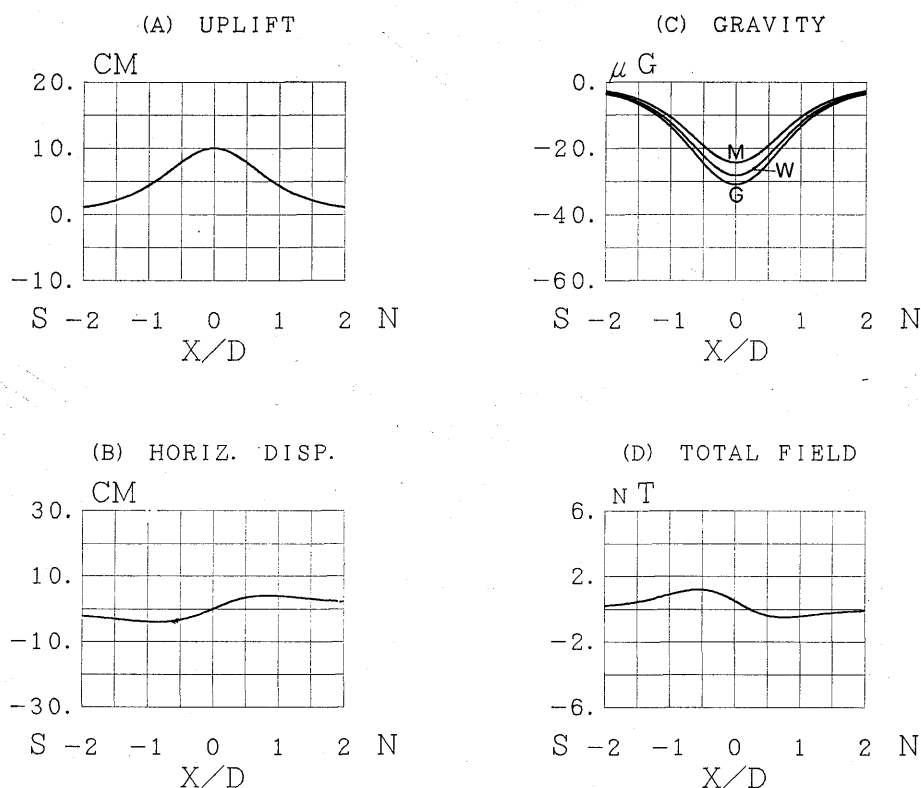 (A) UPLIFT
CM
20.
10.
0.
-10.
S -2 -1 0 1 2 N
X/D
(C) GRAVITY
μ G
0.
-20.
-40.
-60.
M
W
G
S -2 -1 0 1 2 N
X/D
(B) HORIZ. DISP.
CM
30.
10.
-10.
-30.
S -2 -1 0 1 2 N
X/D
(D) TOTAL FIELD
N T
6.
2.
-2.
-6.
S -2 -1 0 1 2 N
X/D